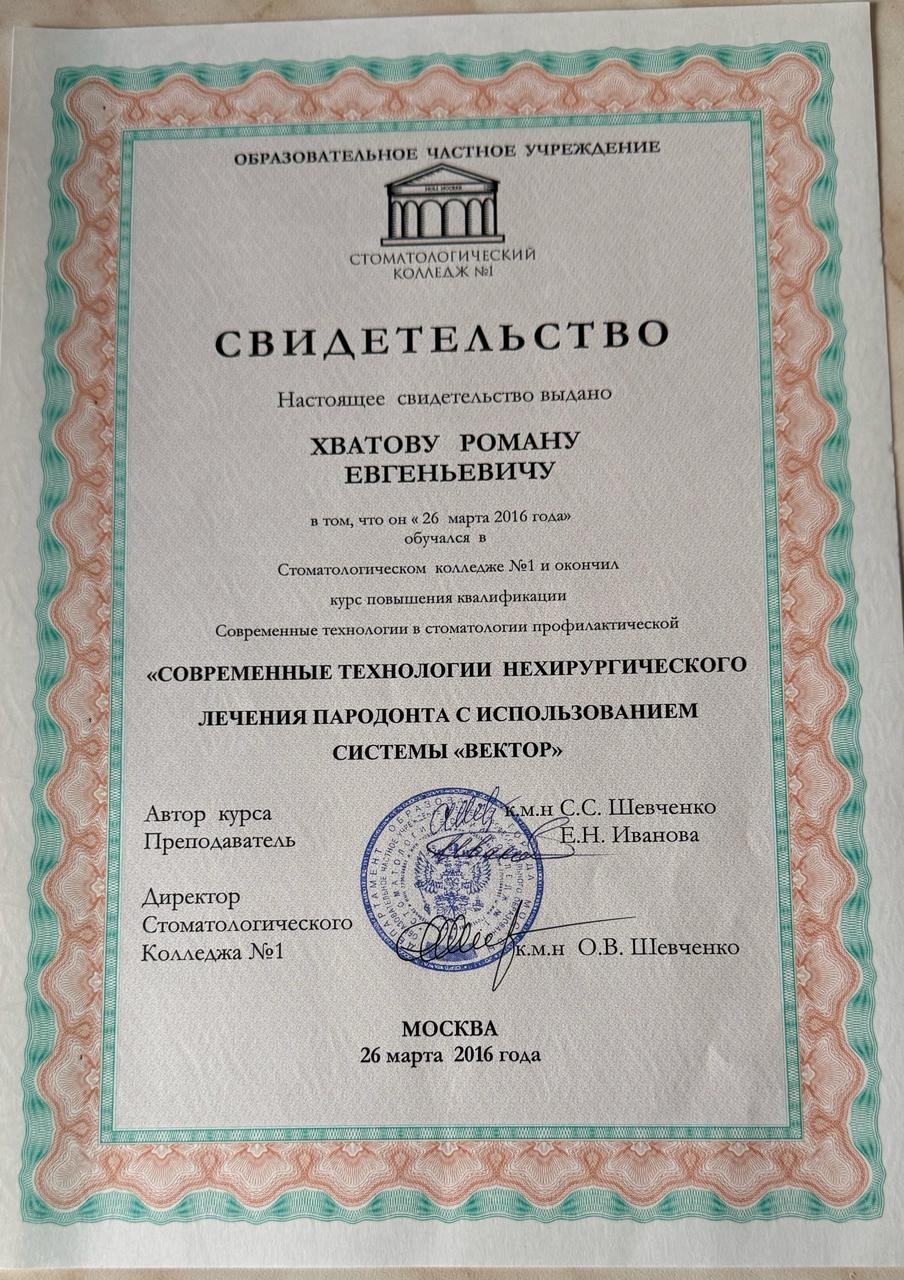 ОБРАЗОВАТЕЛЬНОЕ ЧАСТНОЕ УЧРЕЖДЕНИЕ
СТОМАТОЛОГИЧЕСКИЙ
КОЛЛЕДЖ №1
СВИДЕТЕЛЬСТВО
Настоящее свидетельство выдано
ХВАТОВУ РОМАНУ
ЕВГЕНЬЕВИЧУ
в том, что он « 26 марта 2016 года»
обучался в
Стоматологическом колледже №1 и окончил
курс повышения квалификации
Современные технологии в стоматологии профилактической
«СОВРЕМЕННЫЕ ТЕХНОЛОГИИ НЕХИРУРГИЧЕСКОГО
ЛЕЧЕНИЯ ПАРОДОНТА С ИСПОЛЬЗОВАНИЕМ
СИСТЕМЫ «ВЕКТОР»
Автор курса к.м.н С.С. Шевченко
Преподаватель Е.Н. Иванова
Директор
Стоматологического
Колледжа №1 к.м.н О.В. Шевченко
МОСКВА
26 марта 2016 года